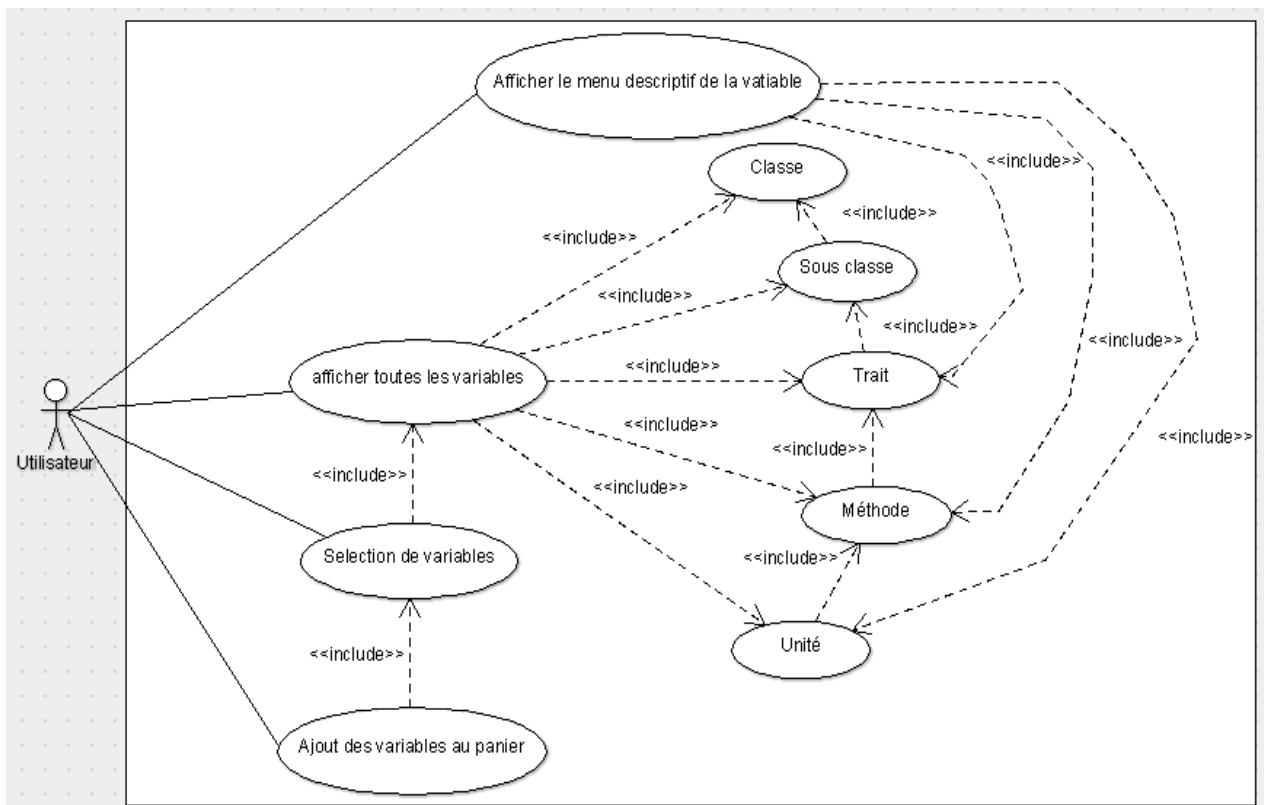 Afficher le menu descriptif de la vatiable
<<include>>
<<include>>
Classe
<<include>>
<<include>>
Sous classe
<<include>>
<<include>>
<<include>>
afficher toutes les variables
<<include>>
Trait
<<include>>
<<include>>
Utilisateur
<<include>>
<<include>>
<<include>>
Méthode
Selection de variables
<<include>>
Unité
<<include>>
Ajout des variables au panier